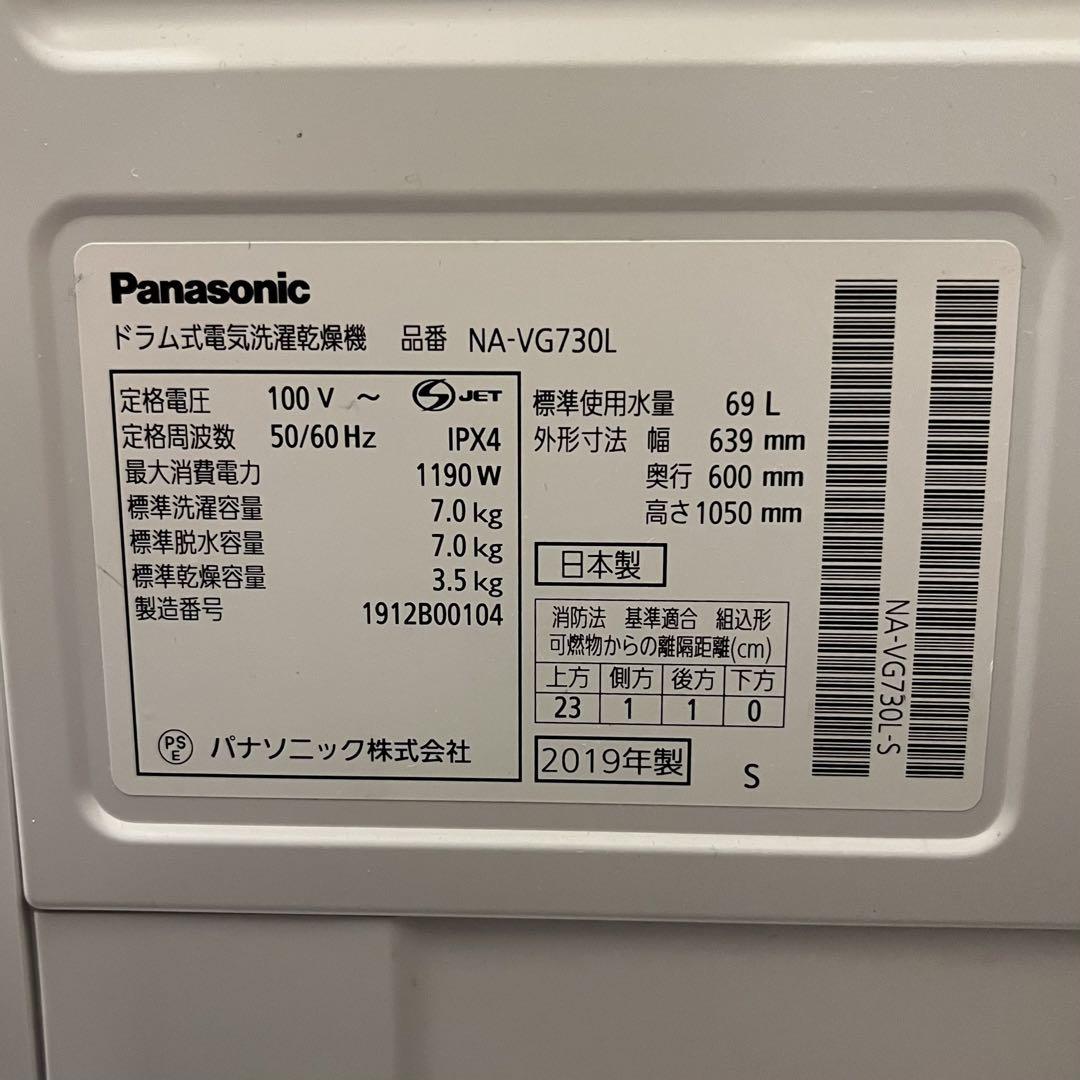 Panasonic
ドラム式電気洗濯乾燥機 品番 NA-VG730L
定格電圧 100 V ～ S JET
定格周波数 50/60 Hz IPX4
最大消費電力 1190 W
標準洗濯容量 7.0 kg
標準脱水容量 7.0 kg
標準乾燥容量 3.5 kg
製造番号 1912B00104
PS E パナソニック株式会社
標準使用水量 69 L
外形寸法 幅 639 mm
奥行 600 mm
高さ 1050 mm
日本製
消防法 基準適合 組込形
可燃物からの離隔距離(cm)
上方 側方 後方 下方
23 1 1 0
2019年製 S
NA-VG730L-S